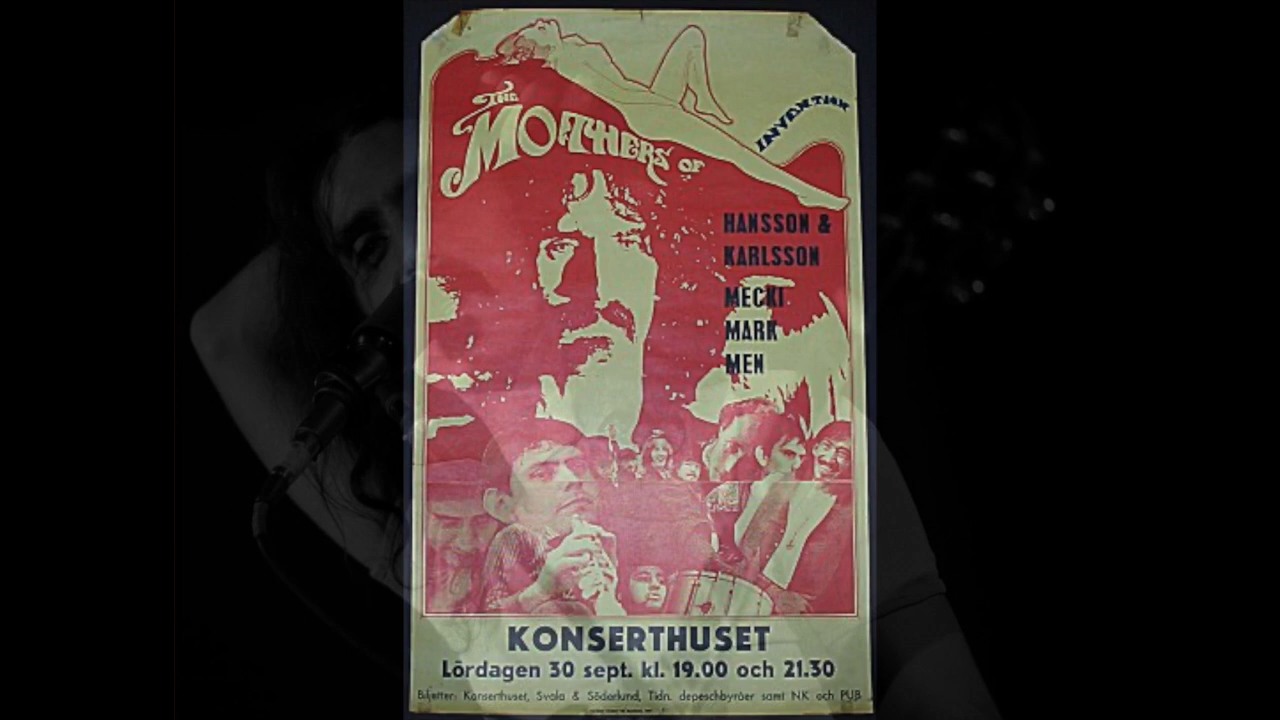 THE
MOTHERS OF
INVENTION
HANSSON &
KARLSSON
MECKI
MARK
MEN
KONSERTHUSET
Lördagen 30 sept. kl. 19.00 och 21.30
Biljetter: Konserthuset, Svala & Söderlund, Tidn. depeschbyråer samt NK och PUB